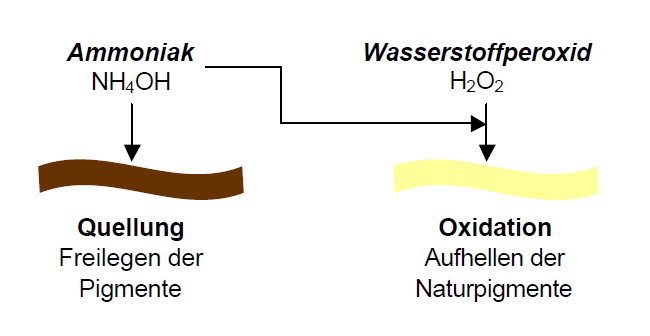 Ammoniak
NH₄OH
Wasserstoffperoxid
H₂O₂
Quellung
Freilegen der
Pigmente
Oxidation
Aufhellen der
Naturpigmente